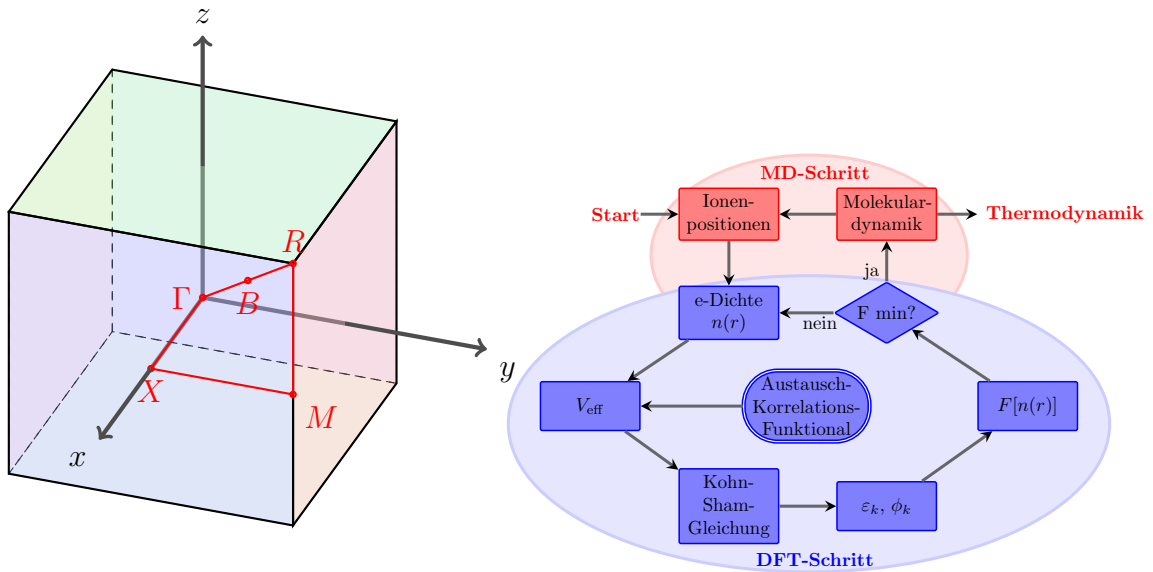 z
R
Γ
B
X
M
y
x
MD-Schritt
Start
Ionen-
positionen
Molekular-
dynamik
Thermodynamik
ja
e-Dichte
n(r)
nein
F min?
V_eff
Austausch-
Korrelations-
Funktional
F[n(r)]
Kohn-
Sham-
Gleichung
ε_k, ϕ_k
DFT-Schritt